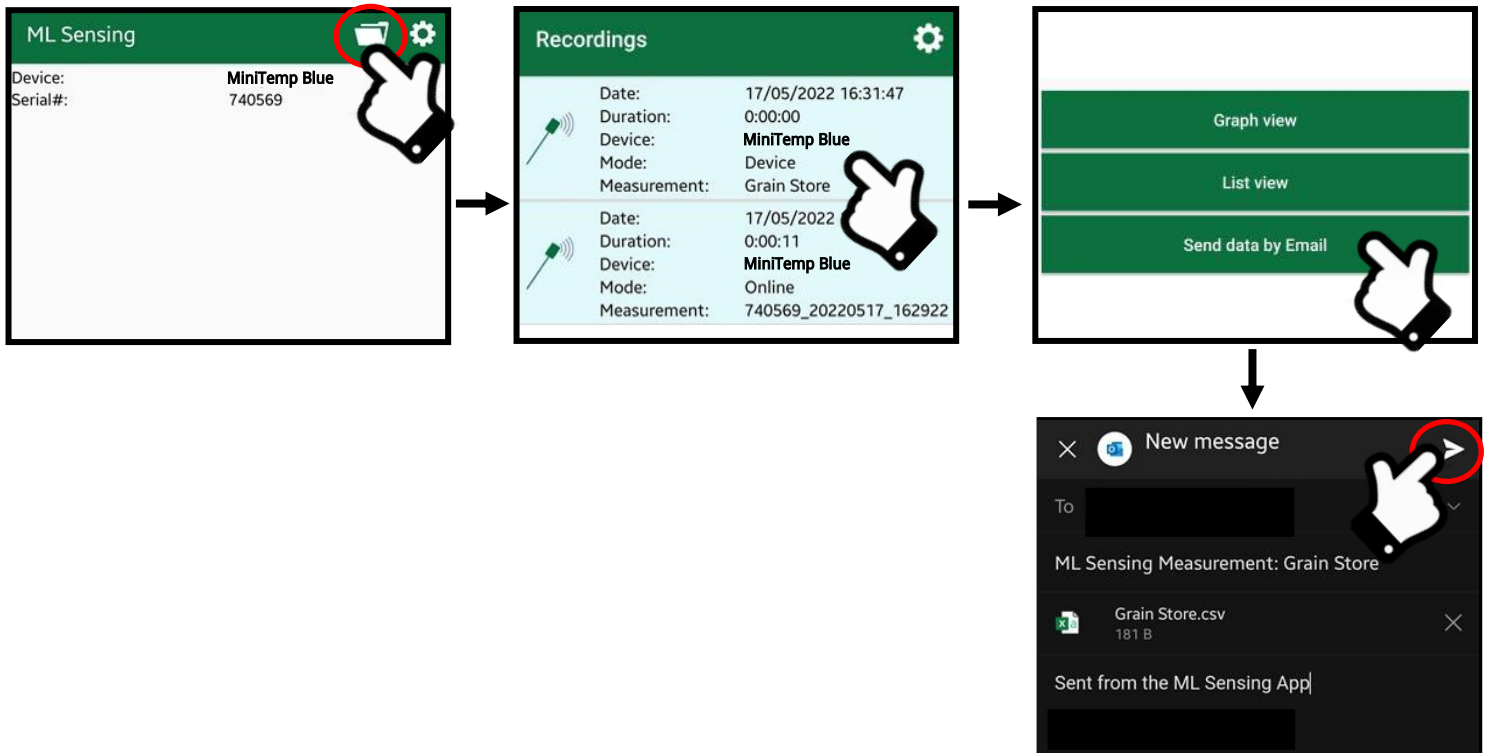 ML Sensing
Device: MiniTemp Blue
Serial#: 740569
Recordings
Date: 17/05/2022 16:31:47
Duration: 0:00:00
Device: MiniTemp Blue
Mode: Device
Measurement: Grain Store
Date: 17/05/2022
Duration: 0:00:11
Device: MiniTemp Blue
Mode: Online
Measurement: 740569_20220517_162922
Graph view
List view
Send data by Email
New message
To
ML Sensing Measurement: Grain Store
Grain Store.csv
181 B
Sent from the ML Sensing App